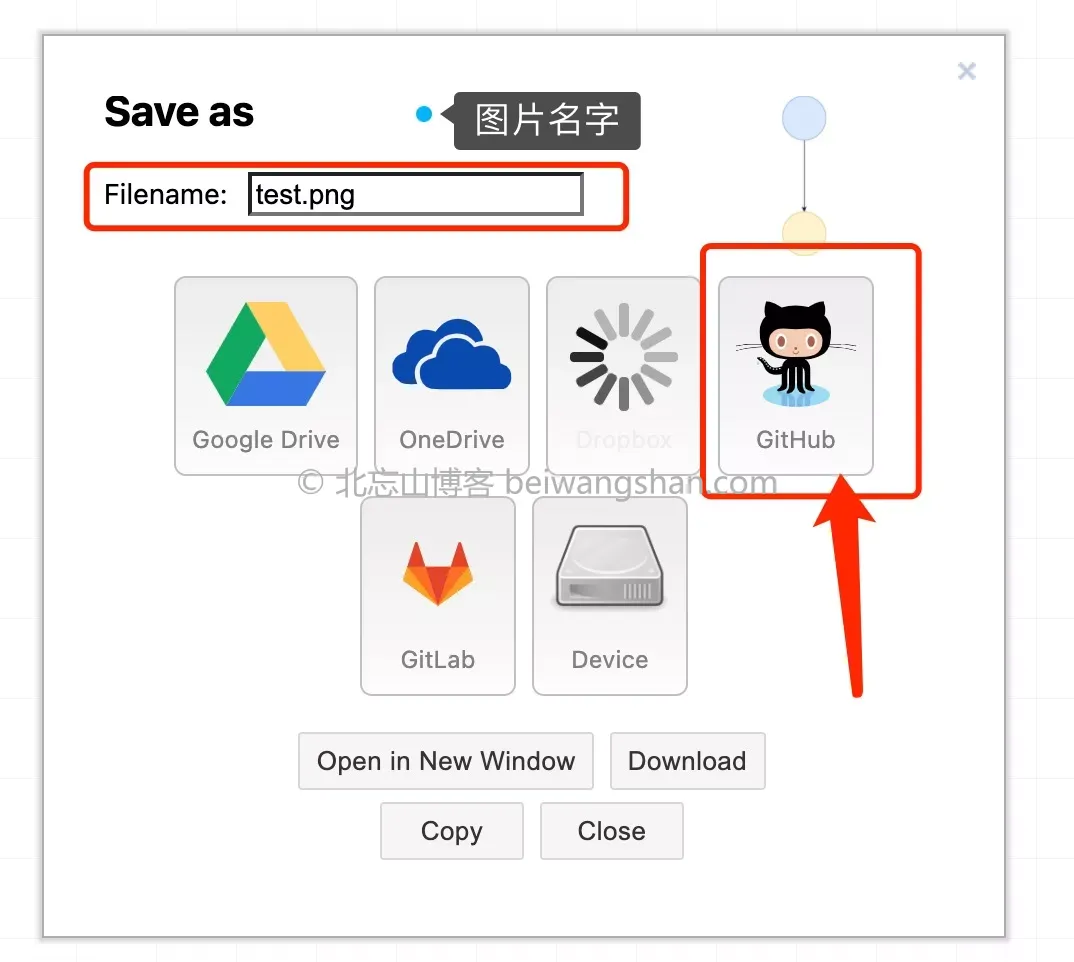 Save as
图片名字
Filename: test.png
Google Drive
OneDrive
Dropbox
GitHub
© 北忘山博客 beiwangshan.com
GitLab
Device
Open in New Window
Download
Copy
Close